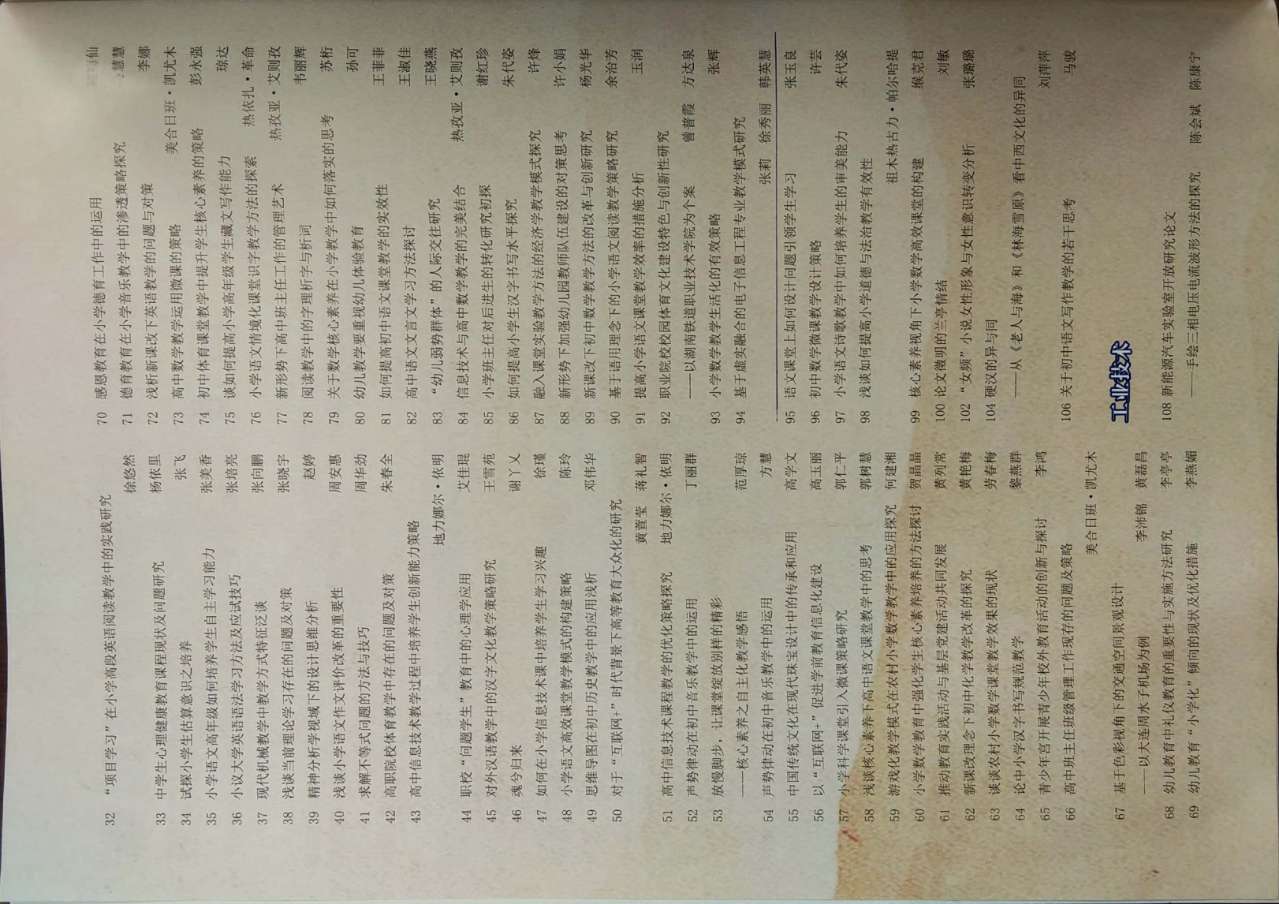 32 “项目学习”在小学高段英语阅读教学中的实践研究
徐悠然
33 中学生心理健康教育课程现状及问题研究 杨依里
34 试探小学生估算意识之培养 张飞
35 小学语文高年级如何培养学生自主学习能力 张美香
36 小议大学英语语法学习方法及应试技巧 张培亮
37 现代机械教学中教学方式特征泛谈 张向鹏
38 浅谈当前理论学习存在的问题及对策 张晓宇
39 精神分析学视域下的设计思维分析 赵婷
40 浅谈小学语文作文评价改革的重要性 周安惠
41 求解不等式问题的方法与技巧 周华劲
42 高职院校体育教学中存在的问题及对策 朱春全
43 高中信息技术教学过程中培养学生创新能力策略
地力娜尔·依明
44 职校“问题学生”教育中的心理学应用 艾佳琨
45 对外汉语教学中的汉字文化教学策略研究 王雪苑
46 魂兮归来 谢丫乂
47 如何在小学信息技术课中培养学生学习兴趣 徐瑾
48 小学语文高效课堂教学模式的构建策略 陈玲
49 思维导图在初中历史教学中的应用浅析 邓伟华
50 对于“互联网+”时代背景下高等教育大众化的研究
黄置莹 蒋礼智
51 高中信息技术课程教学的优化策略探究 地力娜尔·依明
52 声势律动在初中音乐教学中的运用 丁丽群
53 放慢脚步，让课堂绽放别样的精彩
——核心素养之自主化教学感悟 范厚琼
54 声势律动在初中音乐教学中的运用 方慧
55 中国传统文化在现代珠宝设计中的传承和应用 高学文
56 以“互联网+”促进学前教育信息化建设 高玉丽
57 小学科学课堂引入微课策略研究 郭仁平
58 浅谈核心素养下高中语文课堂教学中的思考 郭树慧
59 游戏化教学模式在农村小学数学教学中的应用探究 何建湘
60 小学数学教育中强化学生核心素养培养的方法探讨 贺晶晶
61 推动教育实践活动与基层党建活动共同发展 黄列常
62 新课改理念下初中化学教学改革的探究 黄艳梅
63 谈谈农村小学数学课堂教学效果的现状 劳春梅
64 论中小学汉字书写规范教学 黎燕群
65 青少年宫开展青少年校外教育活动的创新与探讨 李鸿
66 高中班主任班级管理工作现存的问题及策略
美合日班·凯尤木
67 基于色彩视角下的交通空间景观设计
——以大连周水子机场为例 李沛锦 黄磊昌
68 幼儿教育中礼仪教育的重要性与实施方法研究 李亭亭
69 幼儿教育“小学化”倾向的现状及优化措施 李燕媚
70 感恩教育在小学德育工作中的运用 仙
71 德育教育在小学音乐教学中的渗透策略探究 慧慧
72 浅析新课改下英语教学的问题与对策 李娜
73 高中数学教学运用微课的策略 美合日班·凯尤木
74 初中体育课堂教学中提升学生核心素养的策略 彭永强
75 谈如何提高小学高年级学生藏文写作能力 琼达
76 小学语文情境化课堂识字教学方法的探索 热依扎·革命
77 新形势下高中班主任工作的管理艺术 热孜亚·艾则孜
78 阅读教学中的字理析字与析词 韦丽辉
79 关于数学核心素养在小学教学中如何落实的思考 苏桁
80 幼儿教学要重视幼儿体验教育 孙可
81 如何提高初中语文课堂教学的实效性 王菲菲
82 高中语文文言文学习方法探讨 王淑佳
83 “幼儿弱势群体”的人际交往研究 王晓燕
84 信息技术与高中数学教学的完美结合 热孜亚·艾则孜
85 小学班主任对后进生的转化研究初探 谢红珍
86 如何提高小学生汉字书写水平探究 朱代姿
87 融入课堂实验教学方法的经济学教学模式探究 许烽
88 新形势下加强幼儿园教师队伍建设的对策思考 许小娟
89 新课改下初中数学教学方法的改革与创新研究 杨光华
90 基于语用理念下的小学语文阅读教学策略研究 余治芳
91 提高小学语文课堂教学效率的措施分析 玉润
92 职业院校校园体育文化建设特色与创新性研究
——以湖南铁道职业技术学院为个案 曾普霞 方达泉
93 小学数学教学生活化的有效策略 张辉
94 基于虚实融合的电子信息工程专业教学模式研究
张莉 徐秀丽 韩英慧
95 语文课堂上如何设计问题引领学生学习 张玉良
96 初中数学微课教学设计策略 许芸
97 小学语文诗歌教学中如何培养学生的审美能力 朱代姿
98 浅谈如何提高小学道德与法治教学有效性
祖木热古力·帕尔哈提
99 核心素养视角下小学数学高效课堂的构建 缑克君
100 论文徵明的兰亭情结 刘敏
102 “女频”小说女性形象与女性意识转变分析 张璐璐
104 硬汉的异与同
——从《老人与海》和《林海雪原》看中西文化的异同
刘萍萍
106 关于初中语文写作教学的若干思考 马骏
工业技术
108 新能源汽车实验室开放研究论文
——手绘三相电压电流波形方法的探究 陈会斌 陈康宁